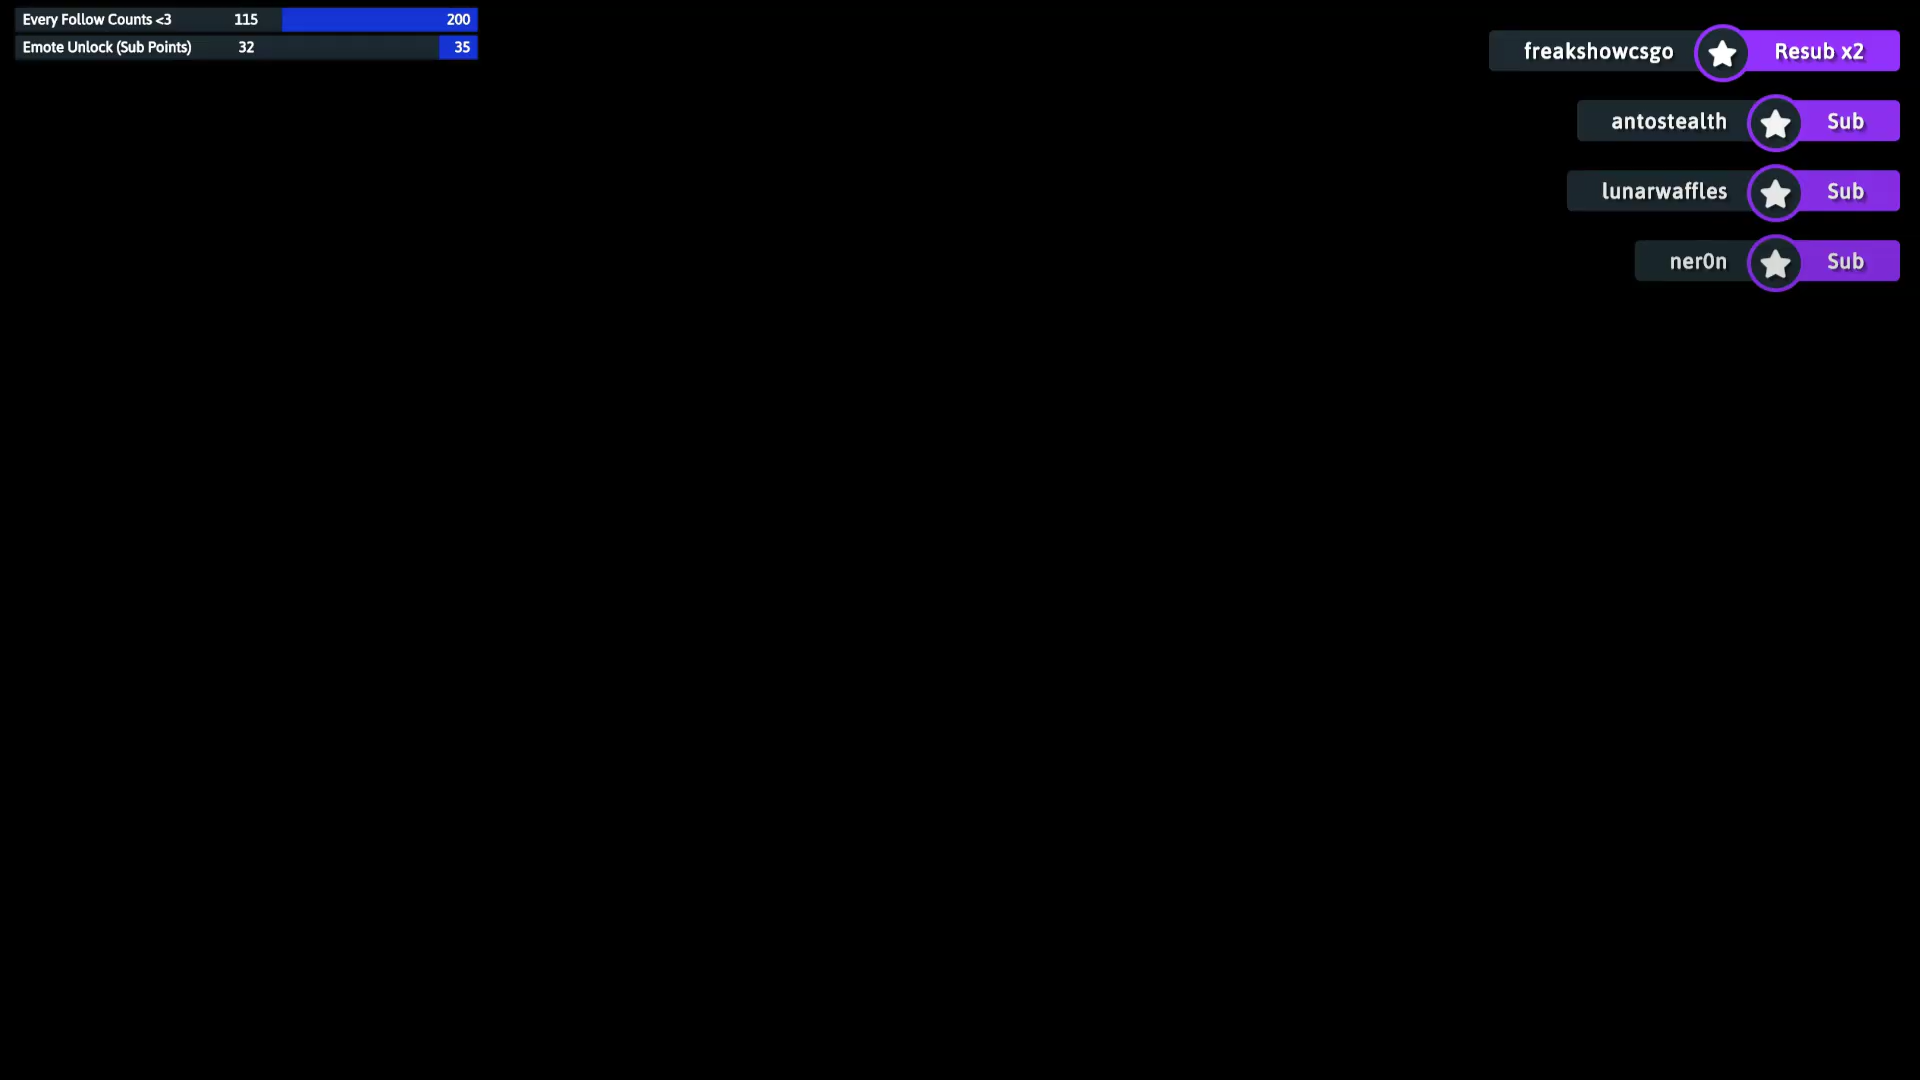 Every Follow Counts <3 115 200
Emote Unlock (Sub Points) 32 35
freakshowcsgo Resub x2
antostealth Sub
lunarwaffles Sub
ner0n Sub